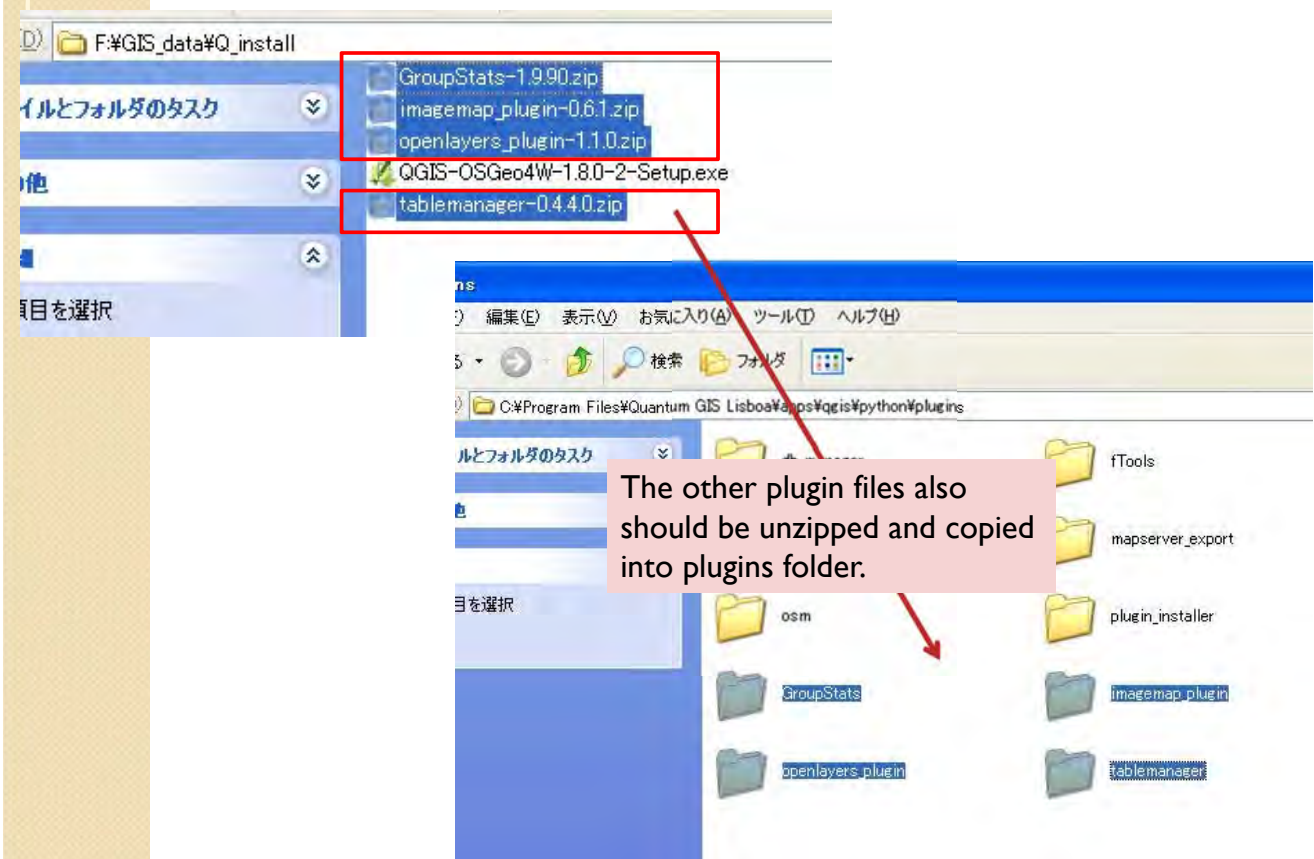 D) F:¥GIS_data¥Q_install
イルとフォルダのタスク
の他
項目を選択
GroupStats-1.9.90.zip
imagemap_plugin-0.6.1.zip
openlayers_plugin-1.1.0.zip
QGIS-OSGeo4W-1.8.0-2-Setup.exe
tablemanager-0.4.4.0.zip
ns
編集(E) 表示(V) お気に入り(A) ツール(T) ヘルプ(H)
る 検索 フォルダ
C:¥Program Files¥Quantum GIS Lisboa¥apps¥qgis¥python¥plugins
ルとフォルダのタスク
目を選択
The other plugin files also
should be unzipped and copied
into plugins folder.
fTools
mapserver_export
osm
plugin_installer
GroupStats
imagemap_plugin
openlayers_plugin
tablemanager